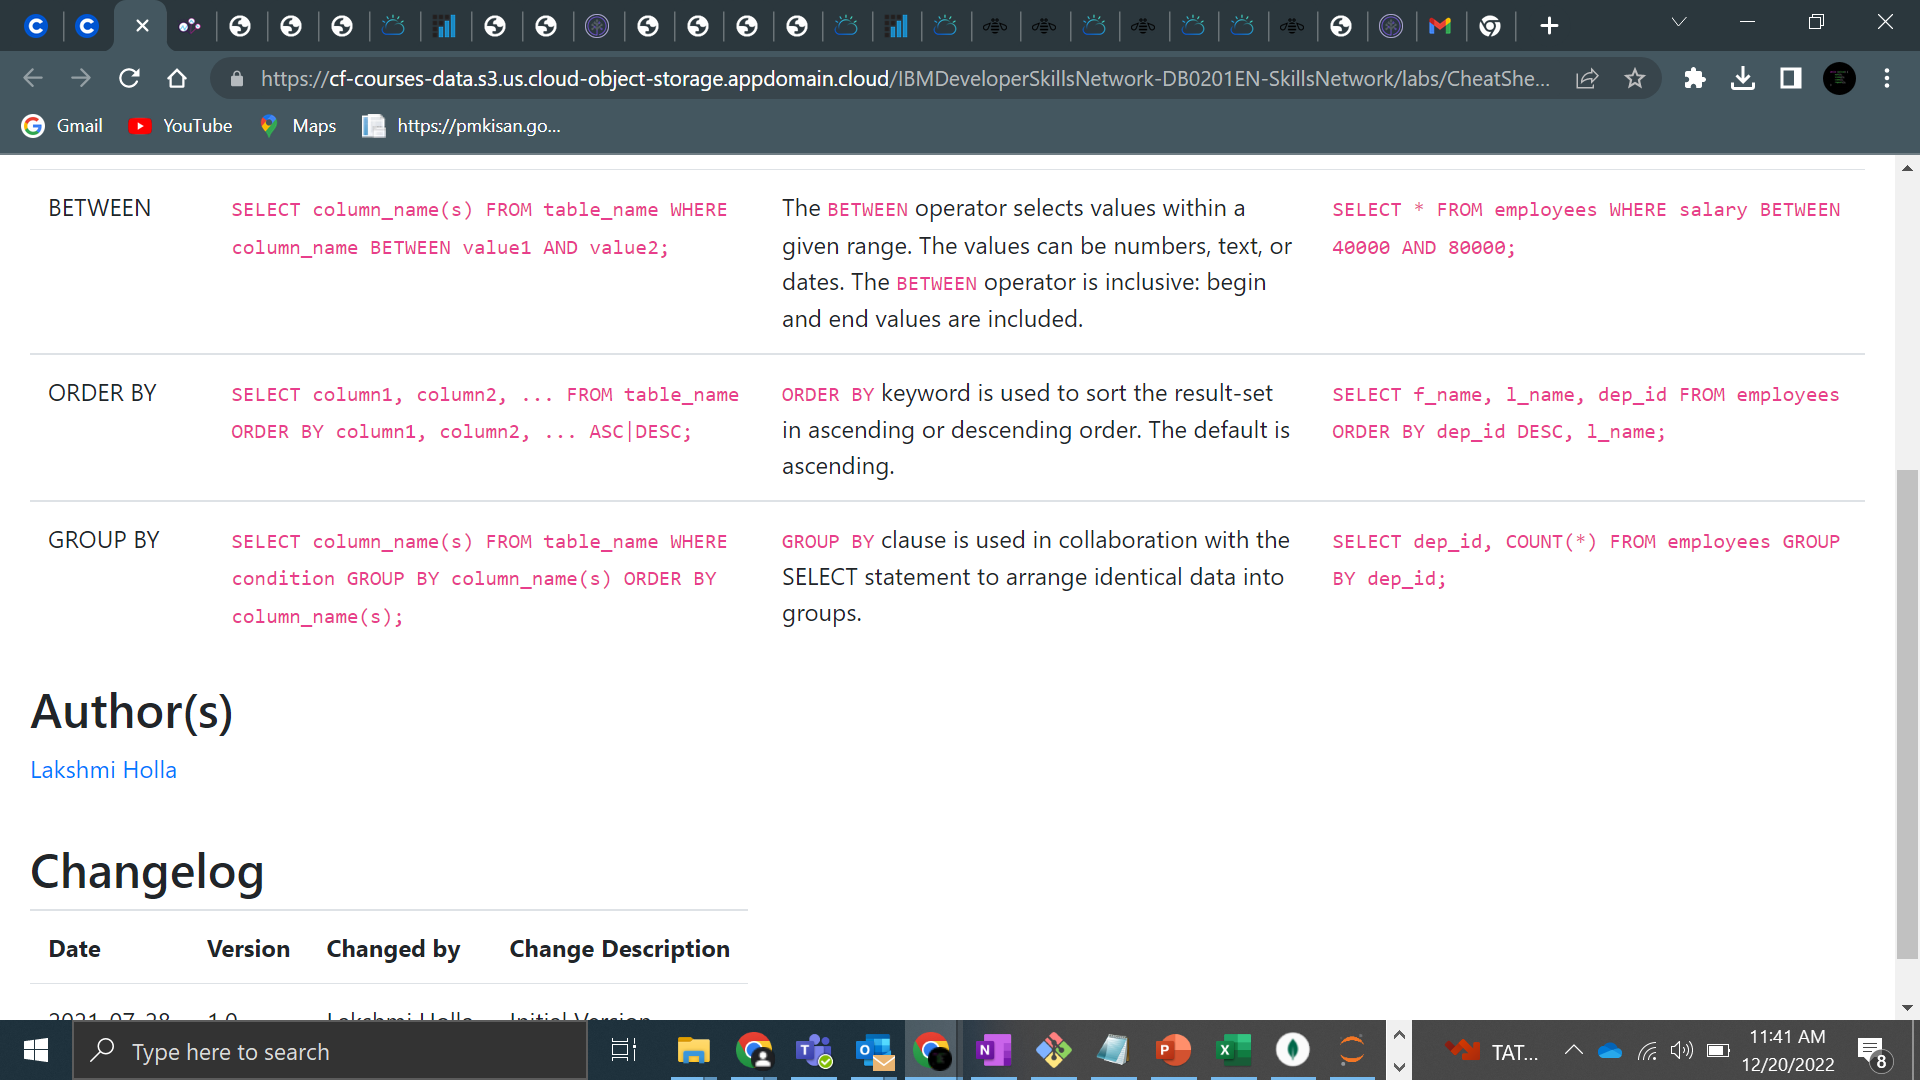 https://cf-courses-data.s3.us.cloud-object-storage.appdomain.cloud/IBMDeveloperSkillsNetwork-DB0201EN-SkillsNetwork/labs/CheatShe...
Gmail YouTube Maps https://pmkisan.go...
BETWEEN
SELECT column_name(s) FROM table_name WHERE
column_name BETWEEN value1 AND value2;
The BETWEEN operator selects values within a
given range. The values can be numbers, text, or
dates. The BETWEEN operator is inclusive: begin
and end values are included.
SELECT * FROM employees WHERE salary BETWEEN
40000 AND 80000;
ORDER BY
SELECT column1, column2, ... FROM table_name
ORDER BY column1, column2, ... ASC|DESC;
ORDER BY keyword is used to sort the result-set
in ascending or descending order. The default is
ascending.
SELECT f_name, l_name, dep_id FROM employees
ORDER BY dep_id DESC, l_name;
GROUP BY
SELECT column_name(s) FROM table_name WHERE
condition GROUP BY column_name(s) ORDER BY
column_name(s);
GROUP BY clause is used in collaboration with the
SELECT statement to arrange identical data into
groups.
SELECT dep_id, COUNT(*) FROM employees GROUP
BY dep_id;
Author(s)
Lakshmi Holla
Changelog
Date Version Changed by Change Description
2021-07-28 1.0 Lakshmi Holla Initial Version
Type here to search
TAT...
11:41 AM
12/20/2022
8